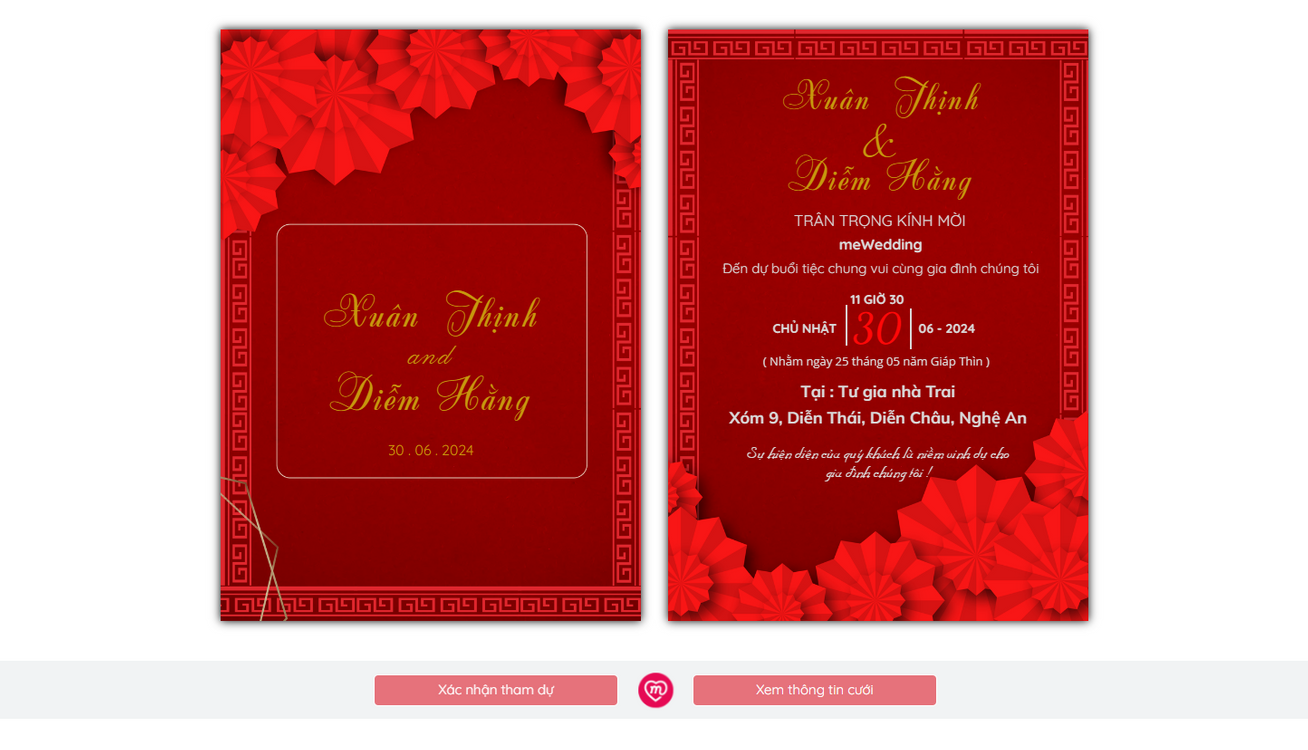 Xuân Thịnh
and
Diễm Hằng
30 . 06 . 2024
Xuân Thịnh
&
Diễm Hằng
TRÂN TRỌNG KÍNH MỜI
meWedding
Đến dự buổi tiệc chung vui cùng gia đình chúng tôi
11 GIỜ 30
CHỦ NHẬT 30 06 - 2024
( Nhằm ngày 25 tháng 05 năm Giáp Thìn )
Tại : Tư gia nhà Trai
Xóm 9, Diễn Thái, Diễn Châu, Nghệ An
Sự hiện diện của quý khách là niềm vinh dự cho
gia đình chúng tôi !
Xác nhận tham dự
m
Xem thông tin cưới